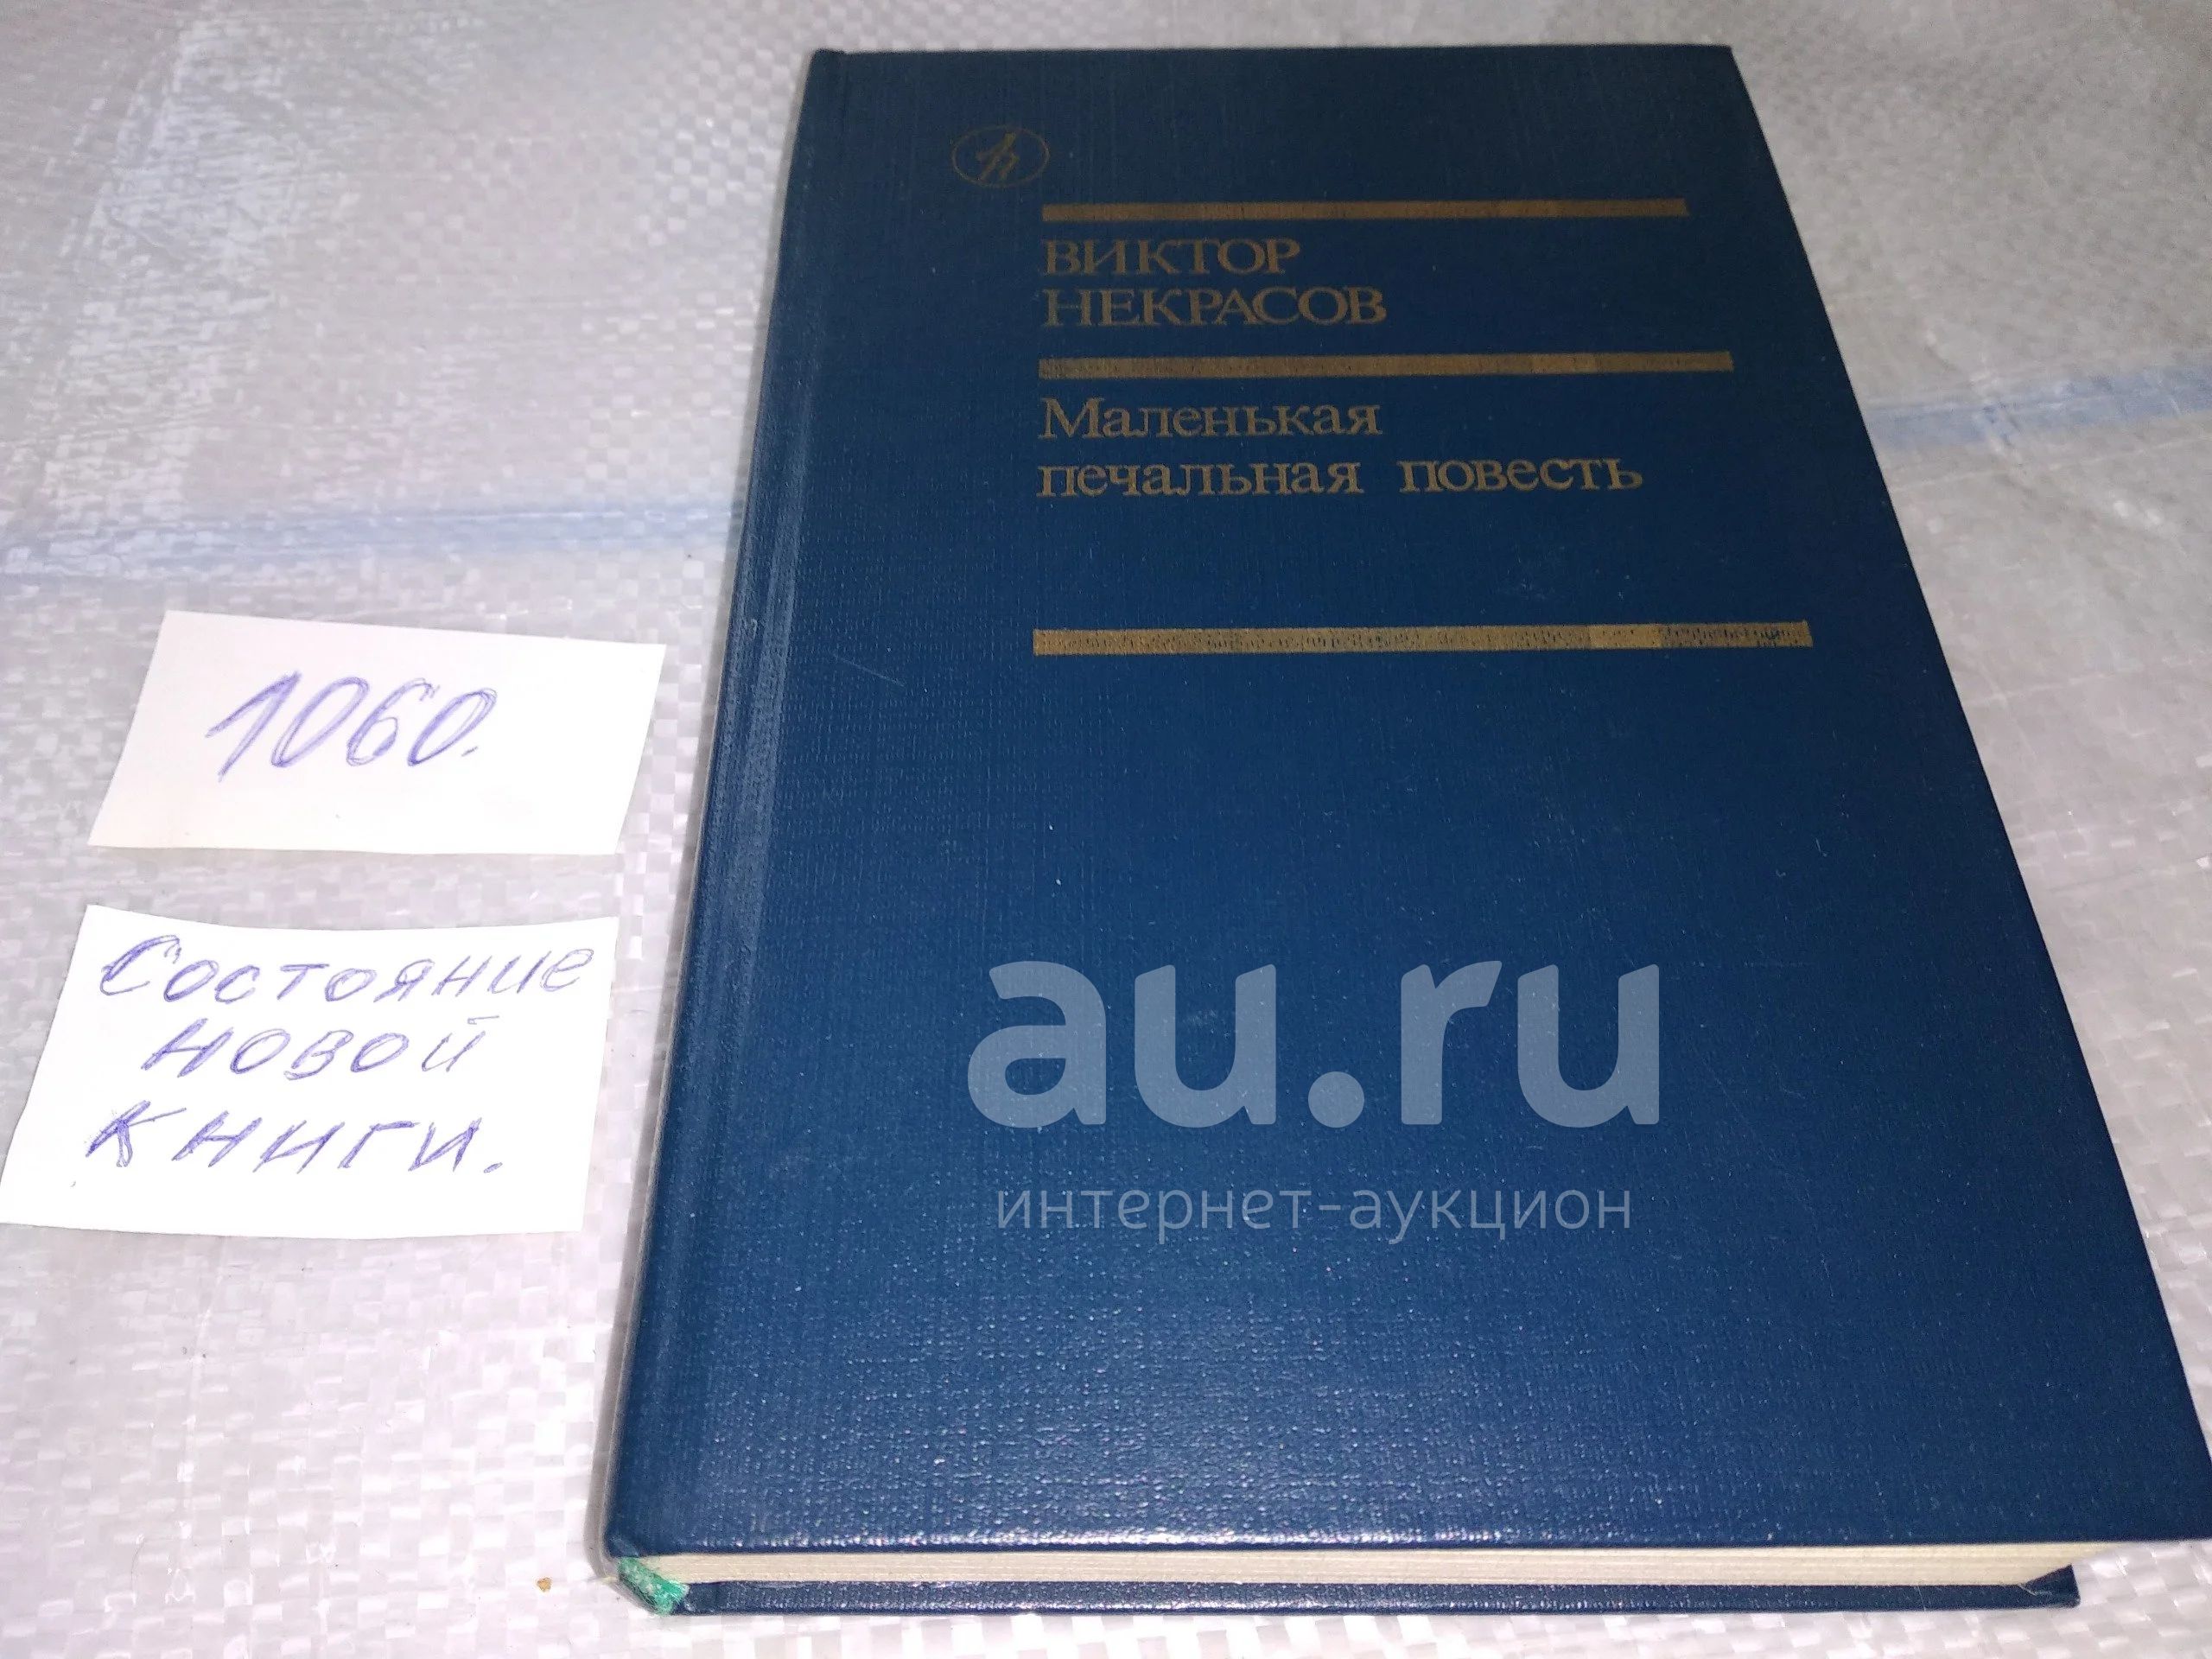 ВИКТОР
НЕКРАСОВ
Маленькая
печальная повесть
1060.
Состояние
новой
книги.
au.ru
интернет-аукцион